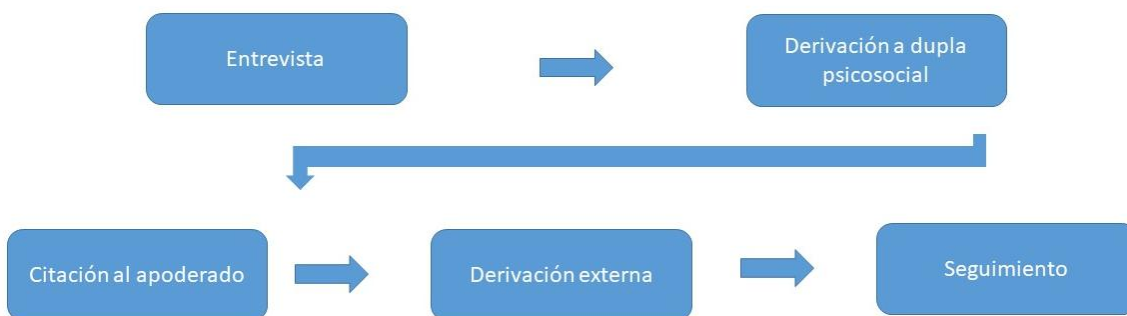 Entrevista
Derivación a dupla
psicosocial
Citación al apoderado
Derivación externa
Seguimiento